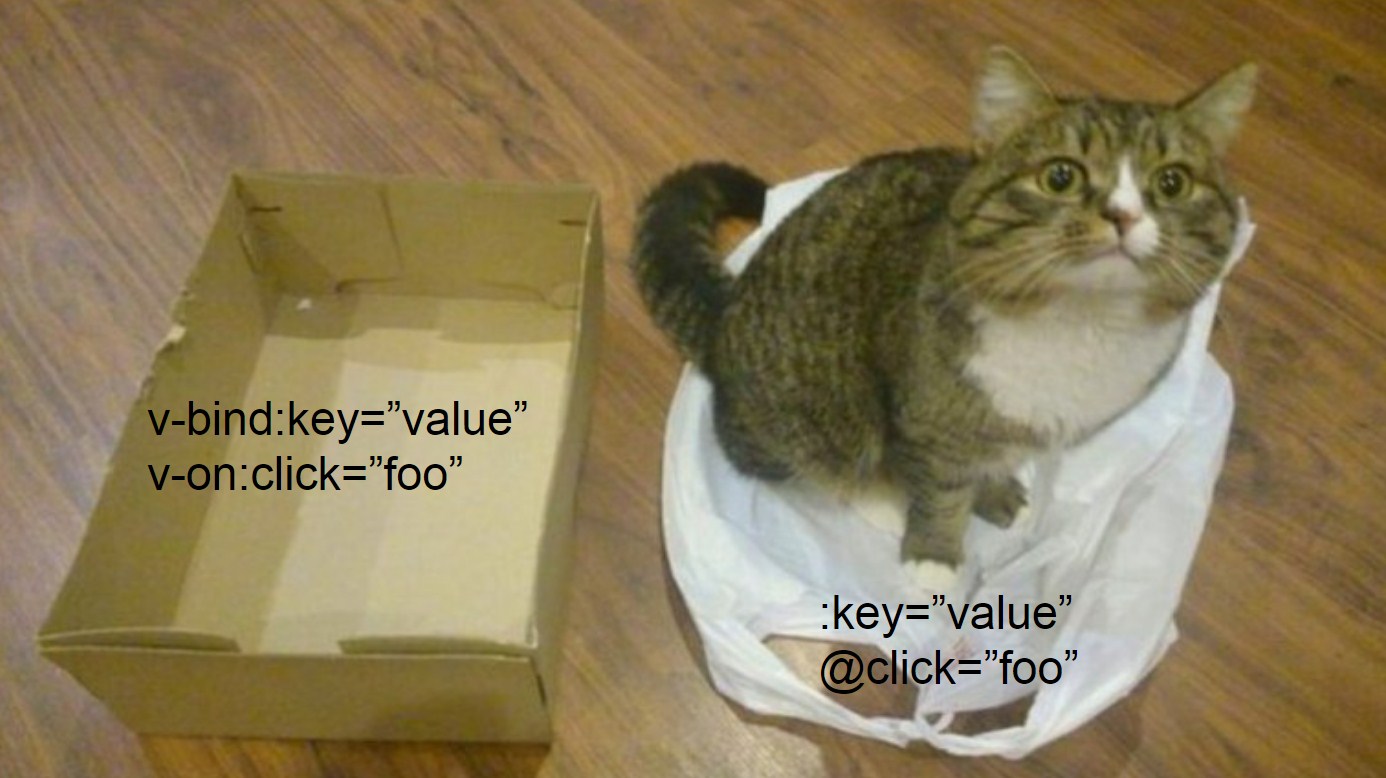 v-bind:key=”value”
v-on:click=”foo”
:key=”value”
@click=”foo”